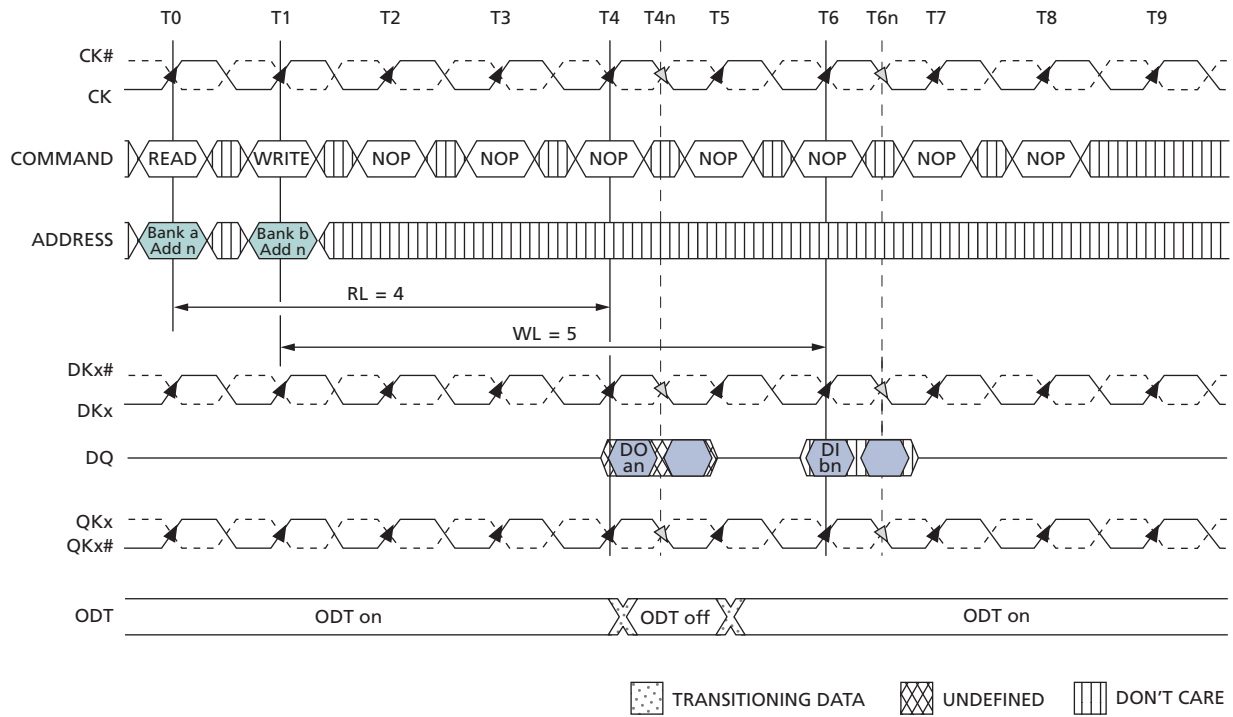 T0 T1 T2 T3 T4 T4n T5 T6 T6n T7 T8 T9
CK#
CK
COMMAND READ WRITE NOP NOP NOP NOP NOP NOP NOP
ADDRESS Bank a Add n Bank b Add n
RL = 4
WL = 5
DKx#
DKx
DQ DO an DI bn
QKx
QKx#
ODT ODT on ODT off ODT on
TRANSITIONING DATA UNDEFINED DON'T CARE